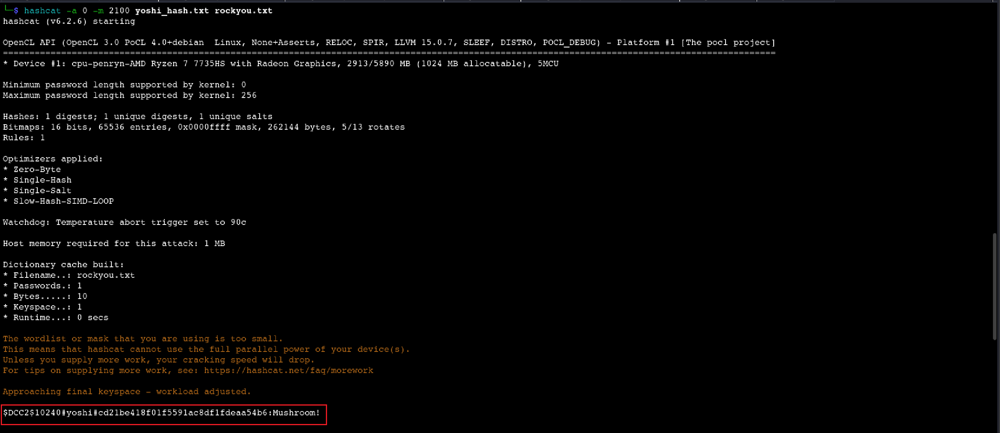 └─$ hashcat -a 0 -m 2100 yoshi_hash.txt rockyou.txt
hashcat (v6.2.6) starting
OpenCL API (OpenCL 3.0 PoCL 4.0+debian  Linux, None+Asserts, RELOC, SPIR, LLVM 15.0.7, SLEEF, DISTRO, POCL_DEBUG) - Platform #1 [The pocl project]
==================================================================================================================================================
* Device #1: cpu-penryn-AMD Ryzen 7 7735HS with Radeon Graphics, 2913/5890 MB (1024 MB allocatable), 5MCU
Minimum password length supported by kernel: 0
Maximum password length supported by kernel: 256
Hashes: 1 digests; 1 unique digests, 1 unique salts
Bitmaps: 16 bits, 65536 entries, 0x0000ffff mask, 262144 bytes, 5/13 rotates
Rules: 1
Optimizers applied:
* Zero-Byte
* Single-Hash
* Single-Salt
* Slow-Hash-SIMD-LOOP
Watchdog: Temperature abort trigger set to 90c
Host memory required for this attack: 1 MB
Dictionary cache built:
* Filename..: rockyou.txt
* Passwords.: 1
* Bytes.....: 10
* Keyspace..: 1
* Runtime...: 0 secs
The wordlist or mask that you are using is too small.
This means that hashcat cannot use the full parallel power of your device(s).
Unless you supply more work, your cracking speed will drop.
For tips on supplying more work, see: https://hashcat.net/faq/morework
Approaching final keyspace - workload adjusted.
$DCC2$10240#yoshi#cd21be418f01f5591ac8df1fdeaa54b6:Mushroom!